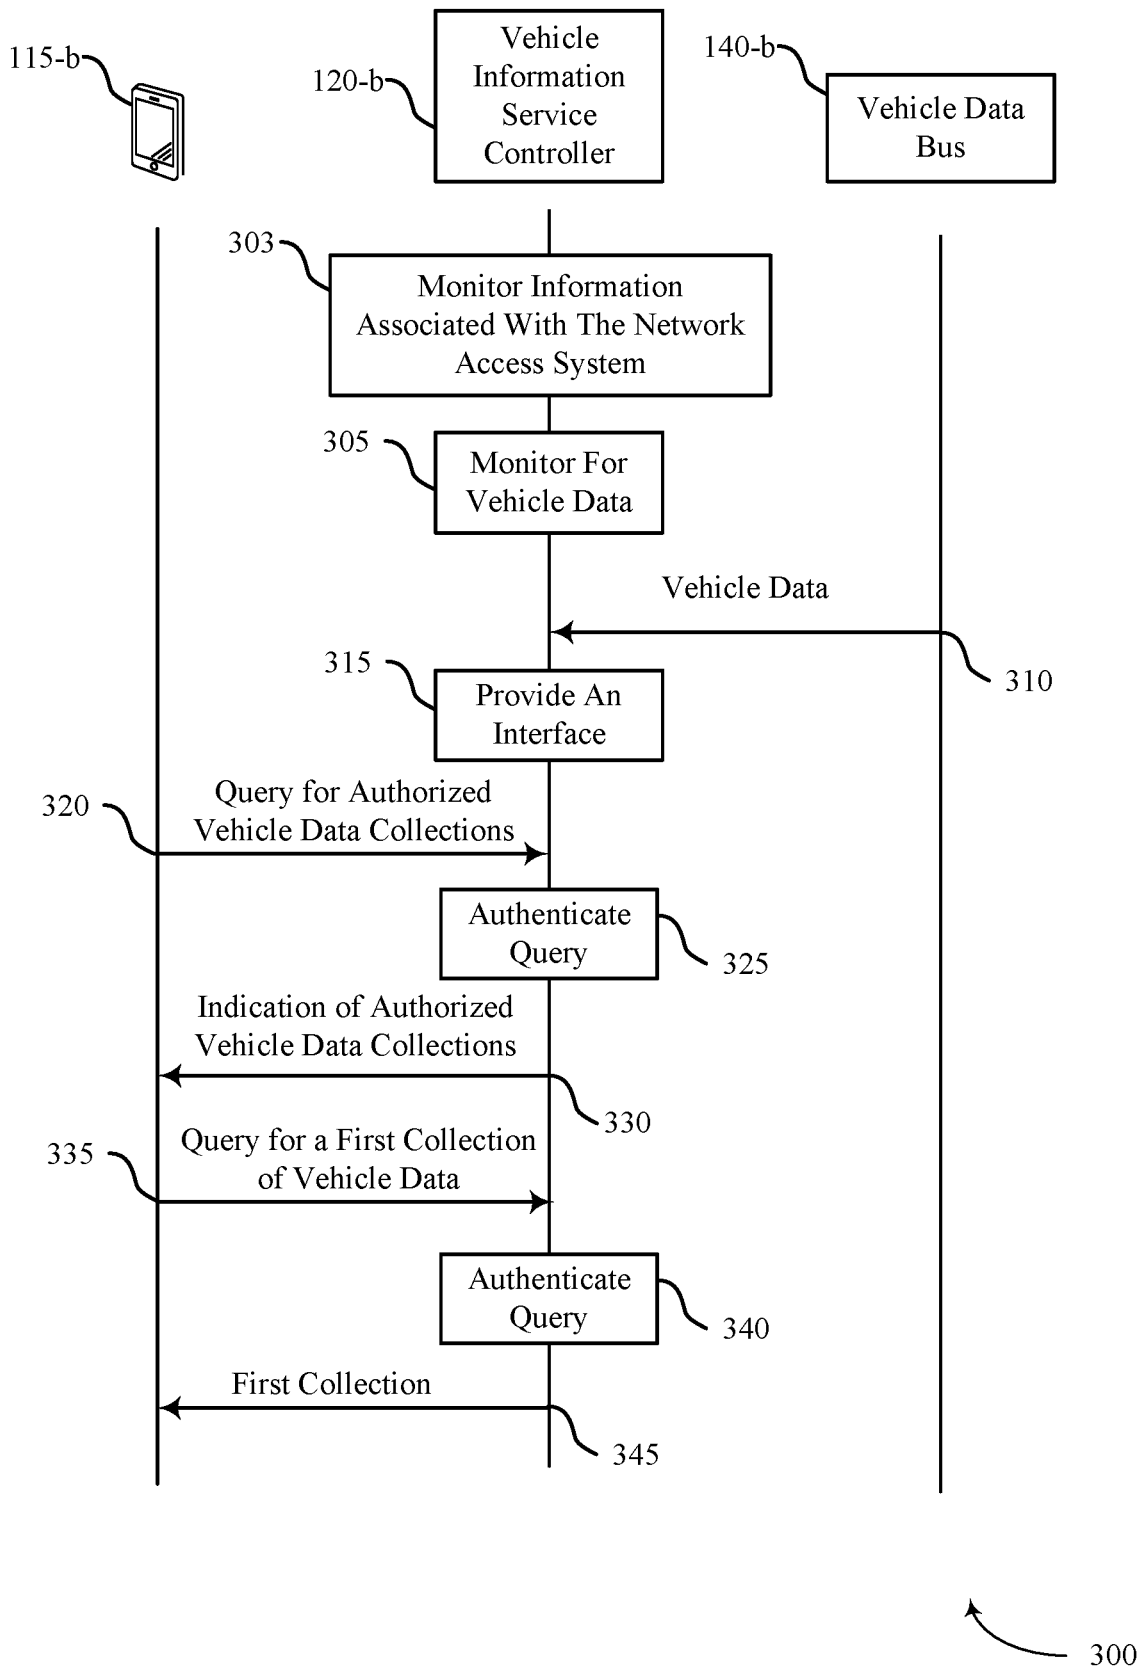 115-b
120-b
Vehicle
Information
Service
Controller
140-b
Vehicle Data
Bus
303
Monitor Information
Associated With The Network
Access System
305
Monitor For
Vehicle Data
Vehicle Data
310
315
Provide An
Interface
320
Query for Authorized
Vehicle Data Collections
Authenticate
Query
325
Indication of Authorized
Vehicle Data Collections
330
335
Query for a First Collection
of Vehicle Data
Authenticate
Query
340
First Collection
345
300